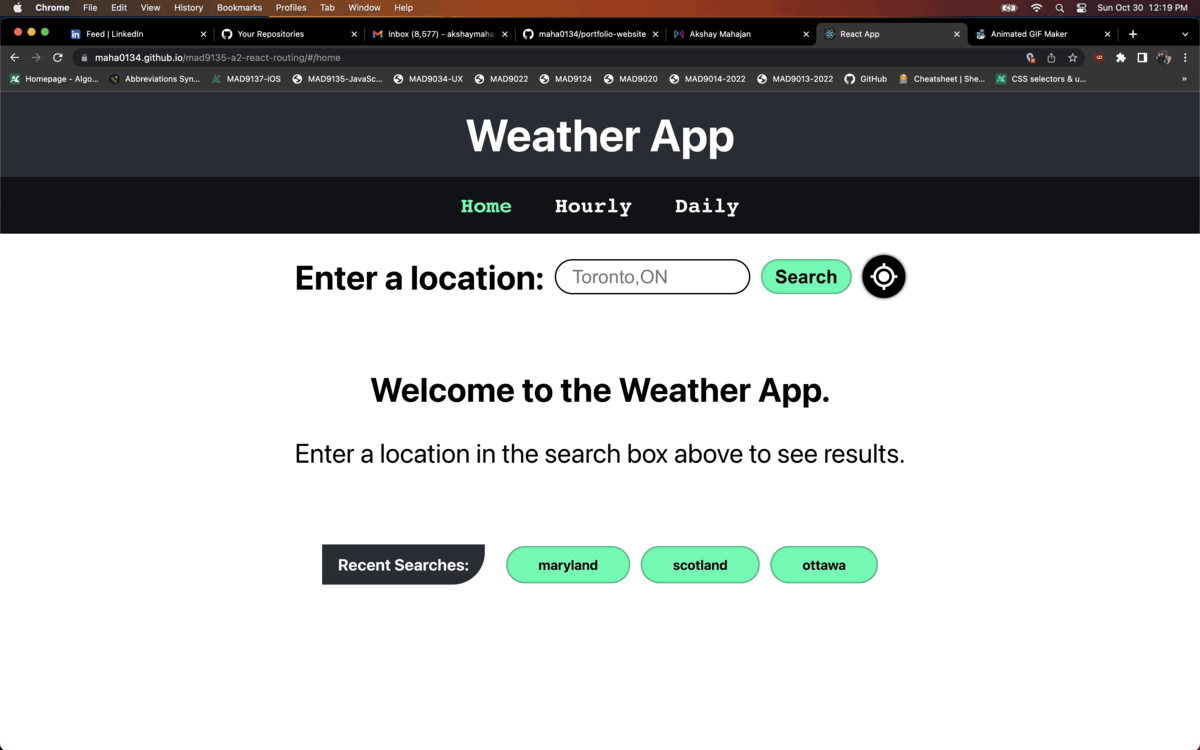 Chrome File Edit View History Bookmarks Profiles Tab Window Help Sun Oct 30 12:19 PM
Feed | LinkedIn Your Repositories Inbox (8,577) - akshaymaha maha0134/portfolio-website Akshay Mahajan React App Animated GIF Maker
maha0134.github.io/mad9135-a2-react-routing/#/home
Homepage - Algo... Abbreviations Syn... MAD9137-iOS MAD9135-JavaSc... MAD9034-UX MAD9022 MAD9124 MAD9020 MAD9014-2022 MAD9013-2022 GitHub Cheatsheet | She... CSS selectors & u... »
Weather App
Home Hourly Daily
Enter a location: Toronto,ON Search
Welcome to the Weather App.
Enter a location in the search box above to see results.
Recent Searches: maryland scotland ottawa